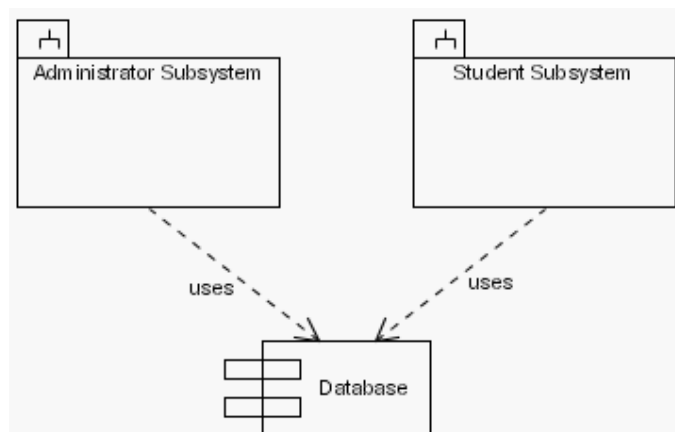 Administrator Subsystem
Student Subsystem
uses
uses
Database